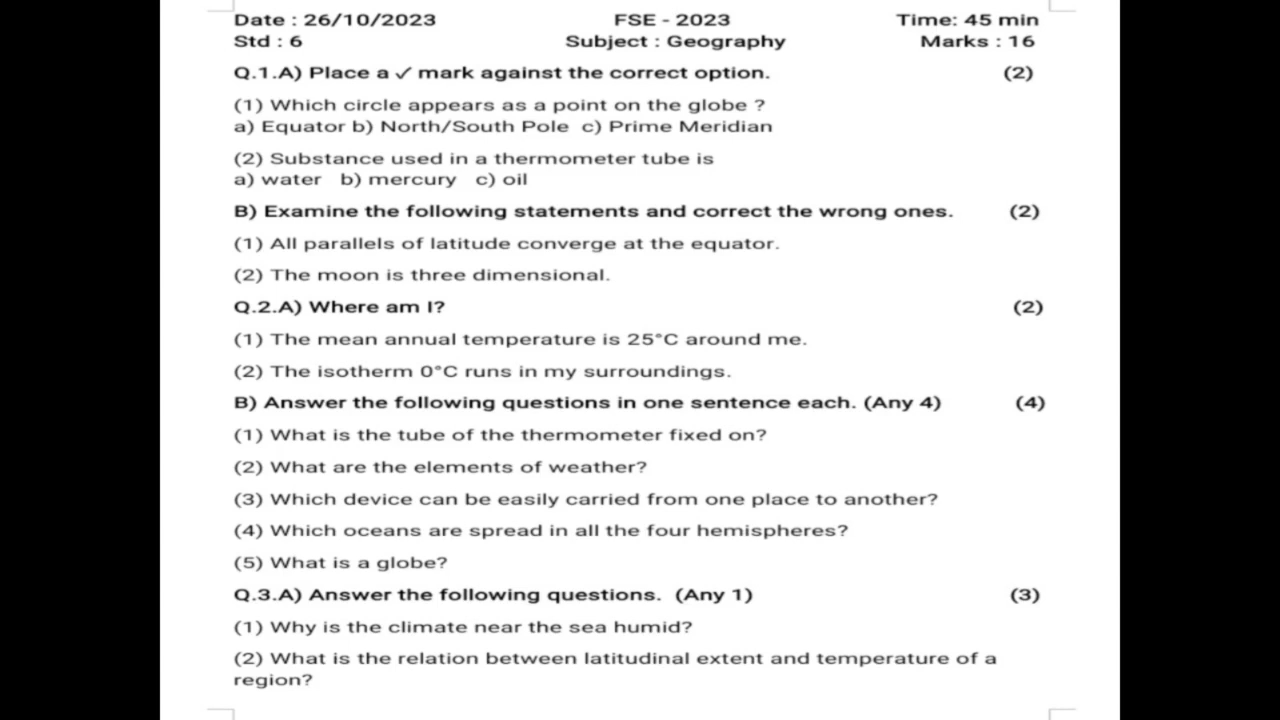 Date : 26/10/2023 FSE - 2023 Time: 45 min
Std : 6 Subject : Geography Marks : 16
Q.1.A) Place a ✓ mark against the correct option. (2)
(1) Which circle appears as a point on the globe ?
a) Equator b) North/South Pole c) Prime Meridian
(2) Substance used in a thermometer tube is
a) water b) mercury c) oil
B) Examine the following statements and correct the wrong ones. (2)
(1) All parallels of latitude converge at the equator.
(2) The moon is three dimensional.
Q.2.A) Where am I? (2)
(1) The mean annual temperature is 25°C around me.
(2) The isotherm 0°C runs in my surroundings.
B) Answer the following questions in one sentence each. (Any 4) (4)
(1) What is the tube of the thermometer fixed on?
(2) What are the elements of weather?
(3) Which device can be easily carried from one place to another?
(4) Which oceans are spread in all the four hemispheres?
(5) What is a globe?
Q.3.A) Answer the following questions. (Any 1) (3)
(1) Why is the climate near the sea humid?
(2) What is the relation between latitudinal extent and temperature of a
region?